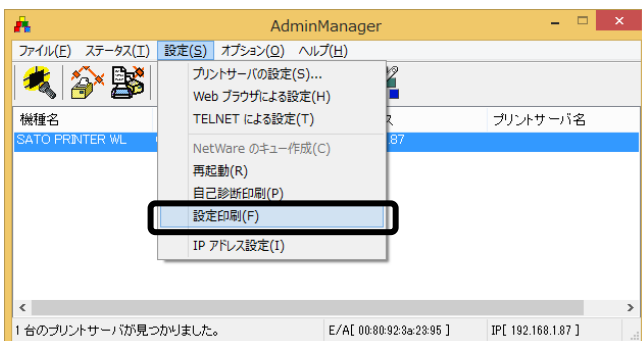 AdminManager
ファイル(F) ステータス(T) 設定(S) オプション(O) ヘルプ(H)
プリントサーバの設定(S)...
Web ブラウザによる設定(H)
TELNET による設定(T)
機種名 ス プリントサーバ名
SATO PRINTER WL .87
NetWare のキュー作成(C)
再起動(R)
自己診断印刷(P)
設定印刷(F)
IP アドレス設定(I)
1 台のプリントサーバが見つかりました。 E/A[ 00:80:92:3a:23:95 ] IP[ 192.168.1.87 ]